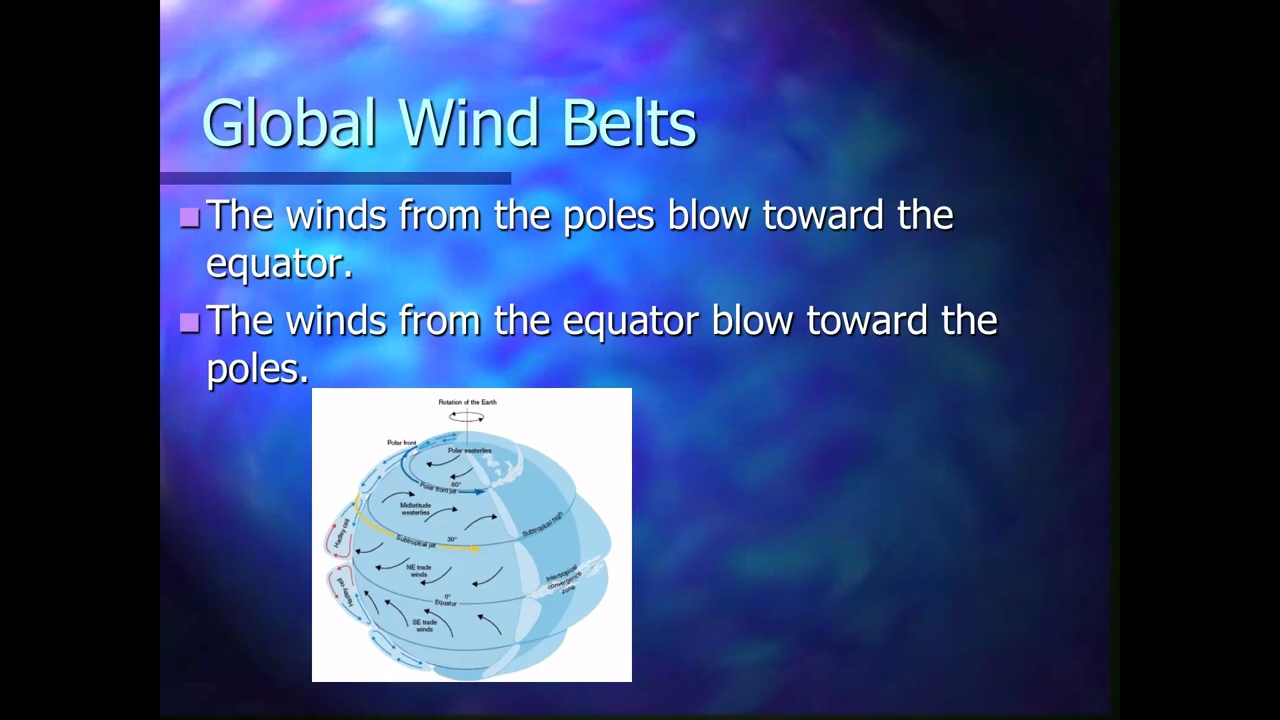 Global Wind Belts
The winds from the poles blow toward the
equator.
The winds from the equator blow toward the
poles.
Rotation of the Earth
Polar front
Polar easterlies
60°
Polar front jet
Midlatitude
westerlies
Subtropical high
Hadley cell
30°
Subtropical jet
NE trade
winds
Intertropical
convergence
zone
Hadley cell
0°
Equator
SE trade
winds